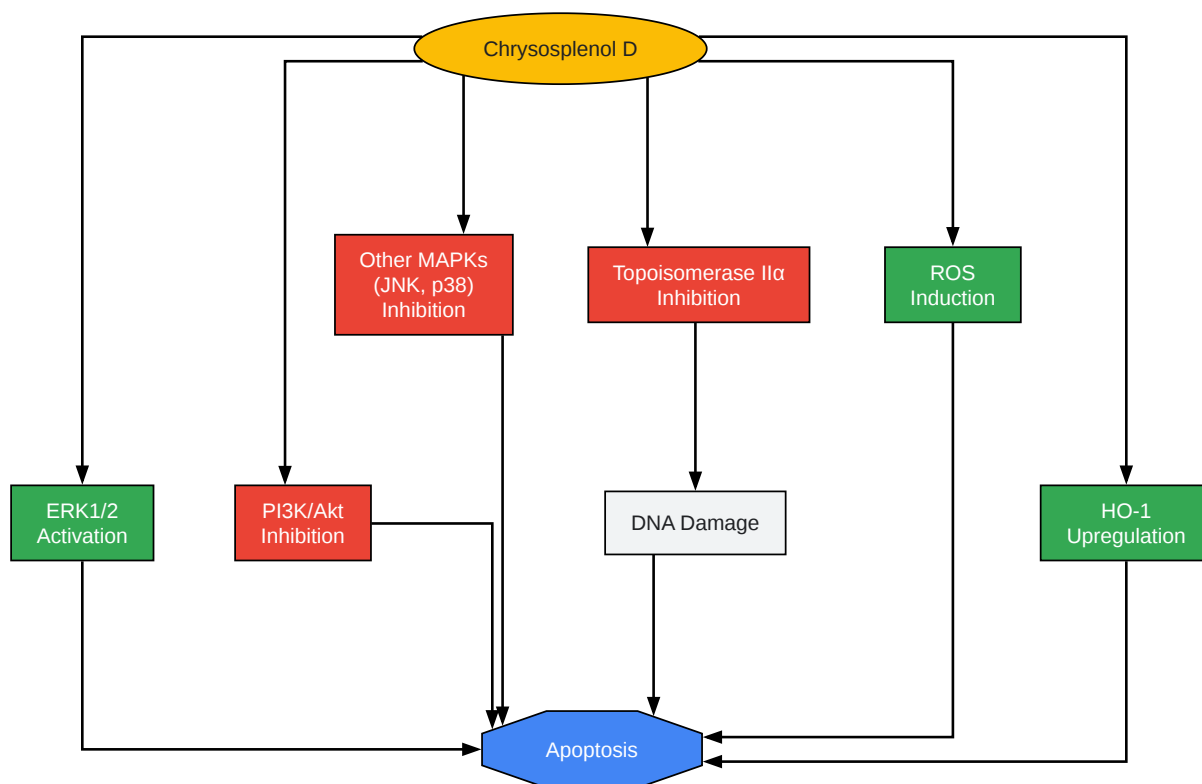 Chrysosplenol D
Other MAPKs
(JNK, p38)
Inhibition
Topoisomerase IIα
Inhibition
ROS
Induction
ERK1/2
Activation
PI3K/Akt
Inhibition
DNA Damage
HO-1
Upregulation
Apoptosis